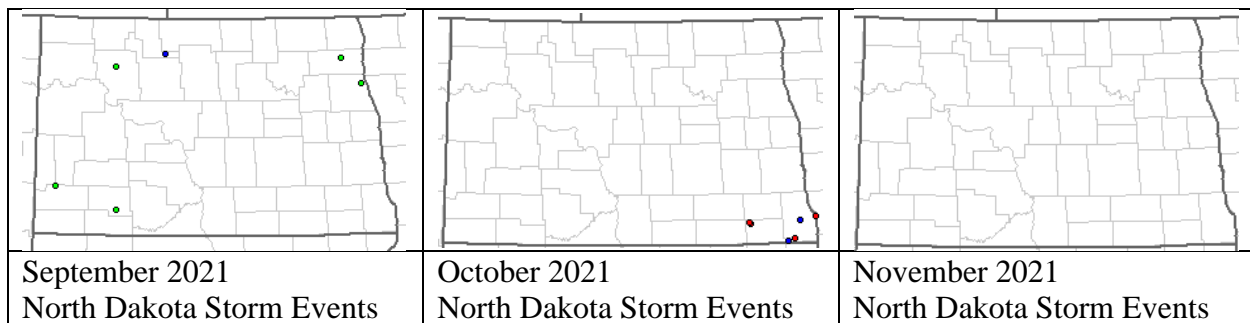 September 2021
North Dakota Storm Events
October 2021
North Dakota Storm Events
November 2021
North Dakota Storm Events